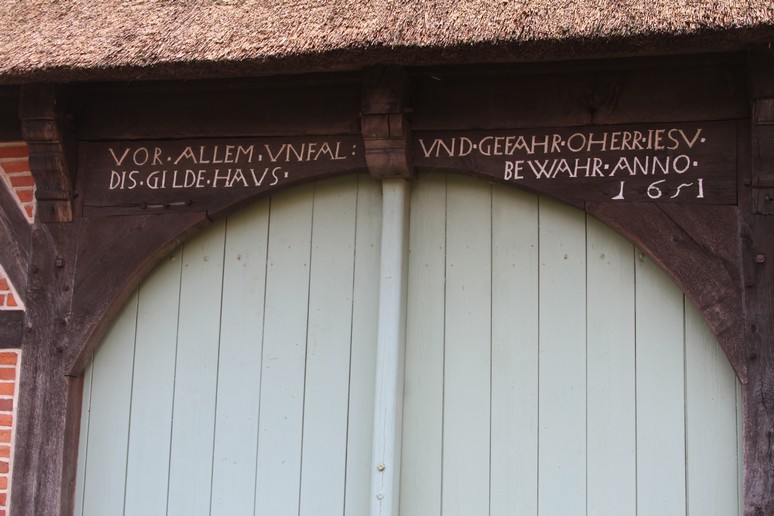 VOR·ALLEM·VNFAL:
DIS·GILDE·HAVS·
VND·GEFAHR·OHERR·IESV·
BEWAHR·ANNO·
1651